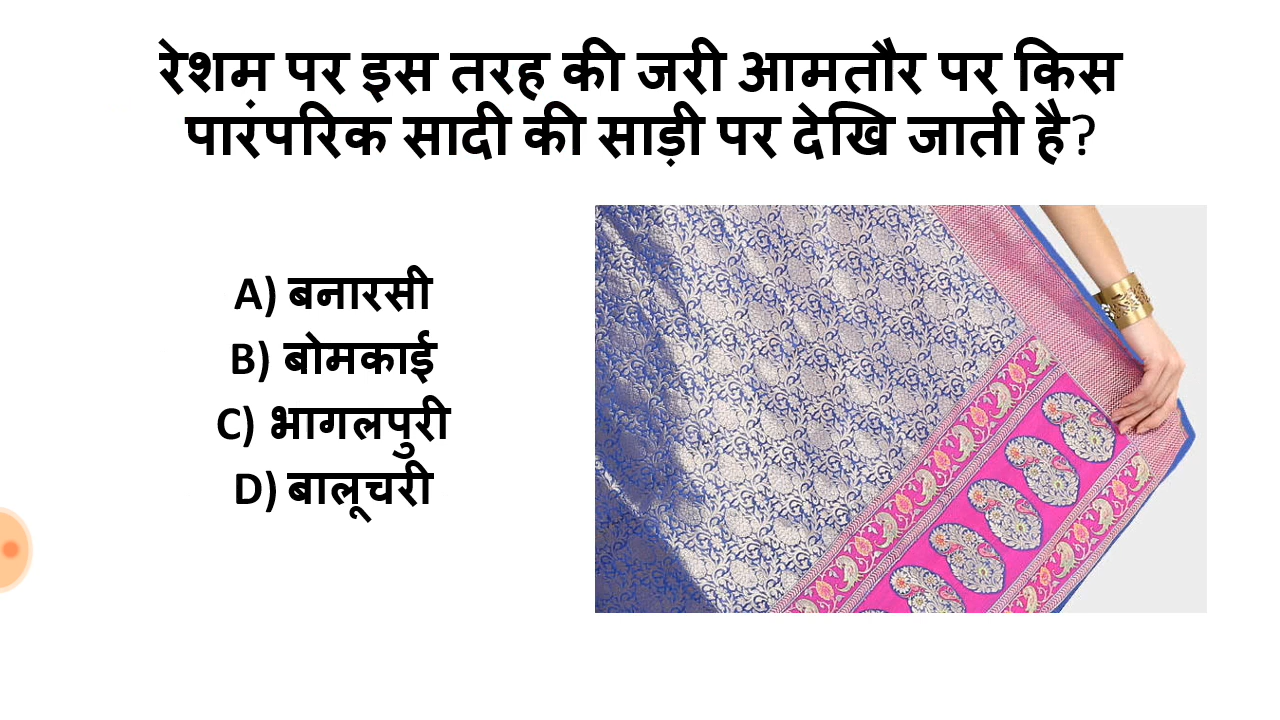 रेशम पर इस तरह की जरी आमतौर पर किस
पारंपरिक सादी की साड़ी पर देखि जाती है?
A) बनारसी
B) बोमकाई
C) भागलपुरी
D) बालूचरी